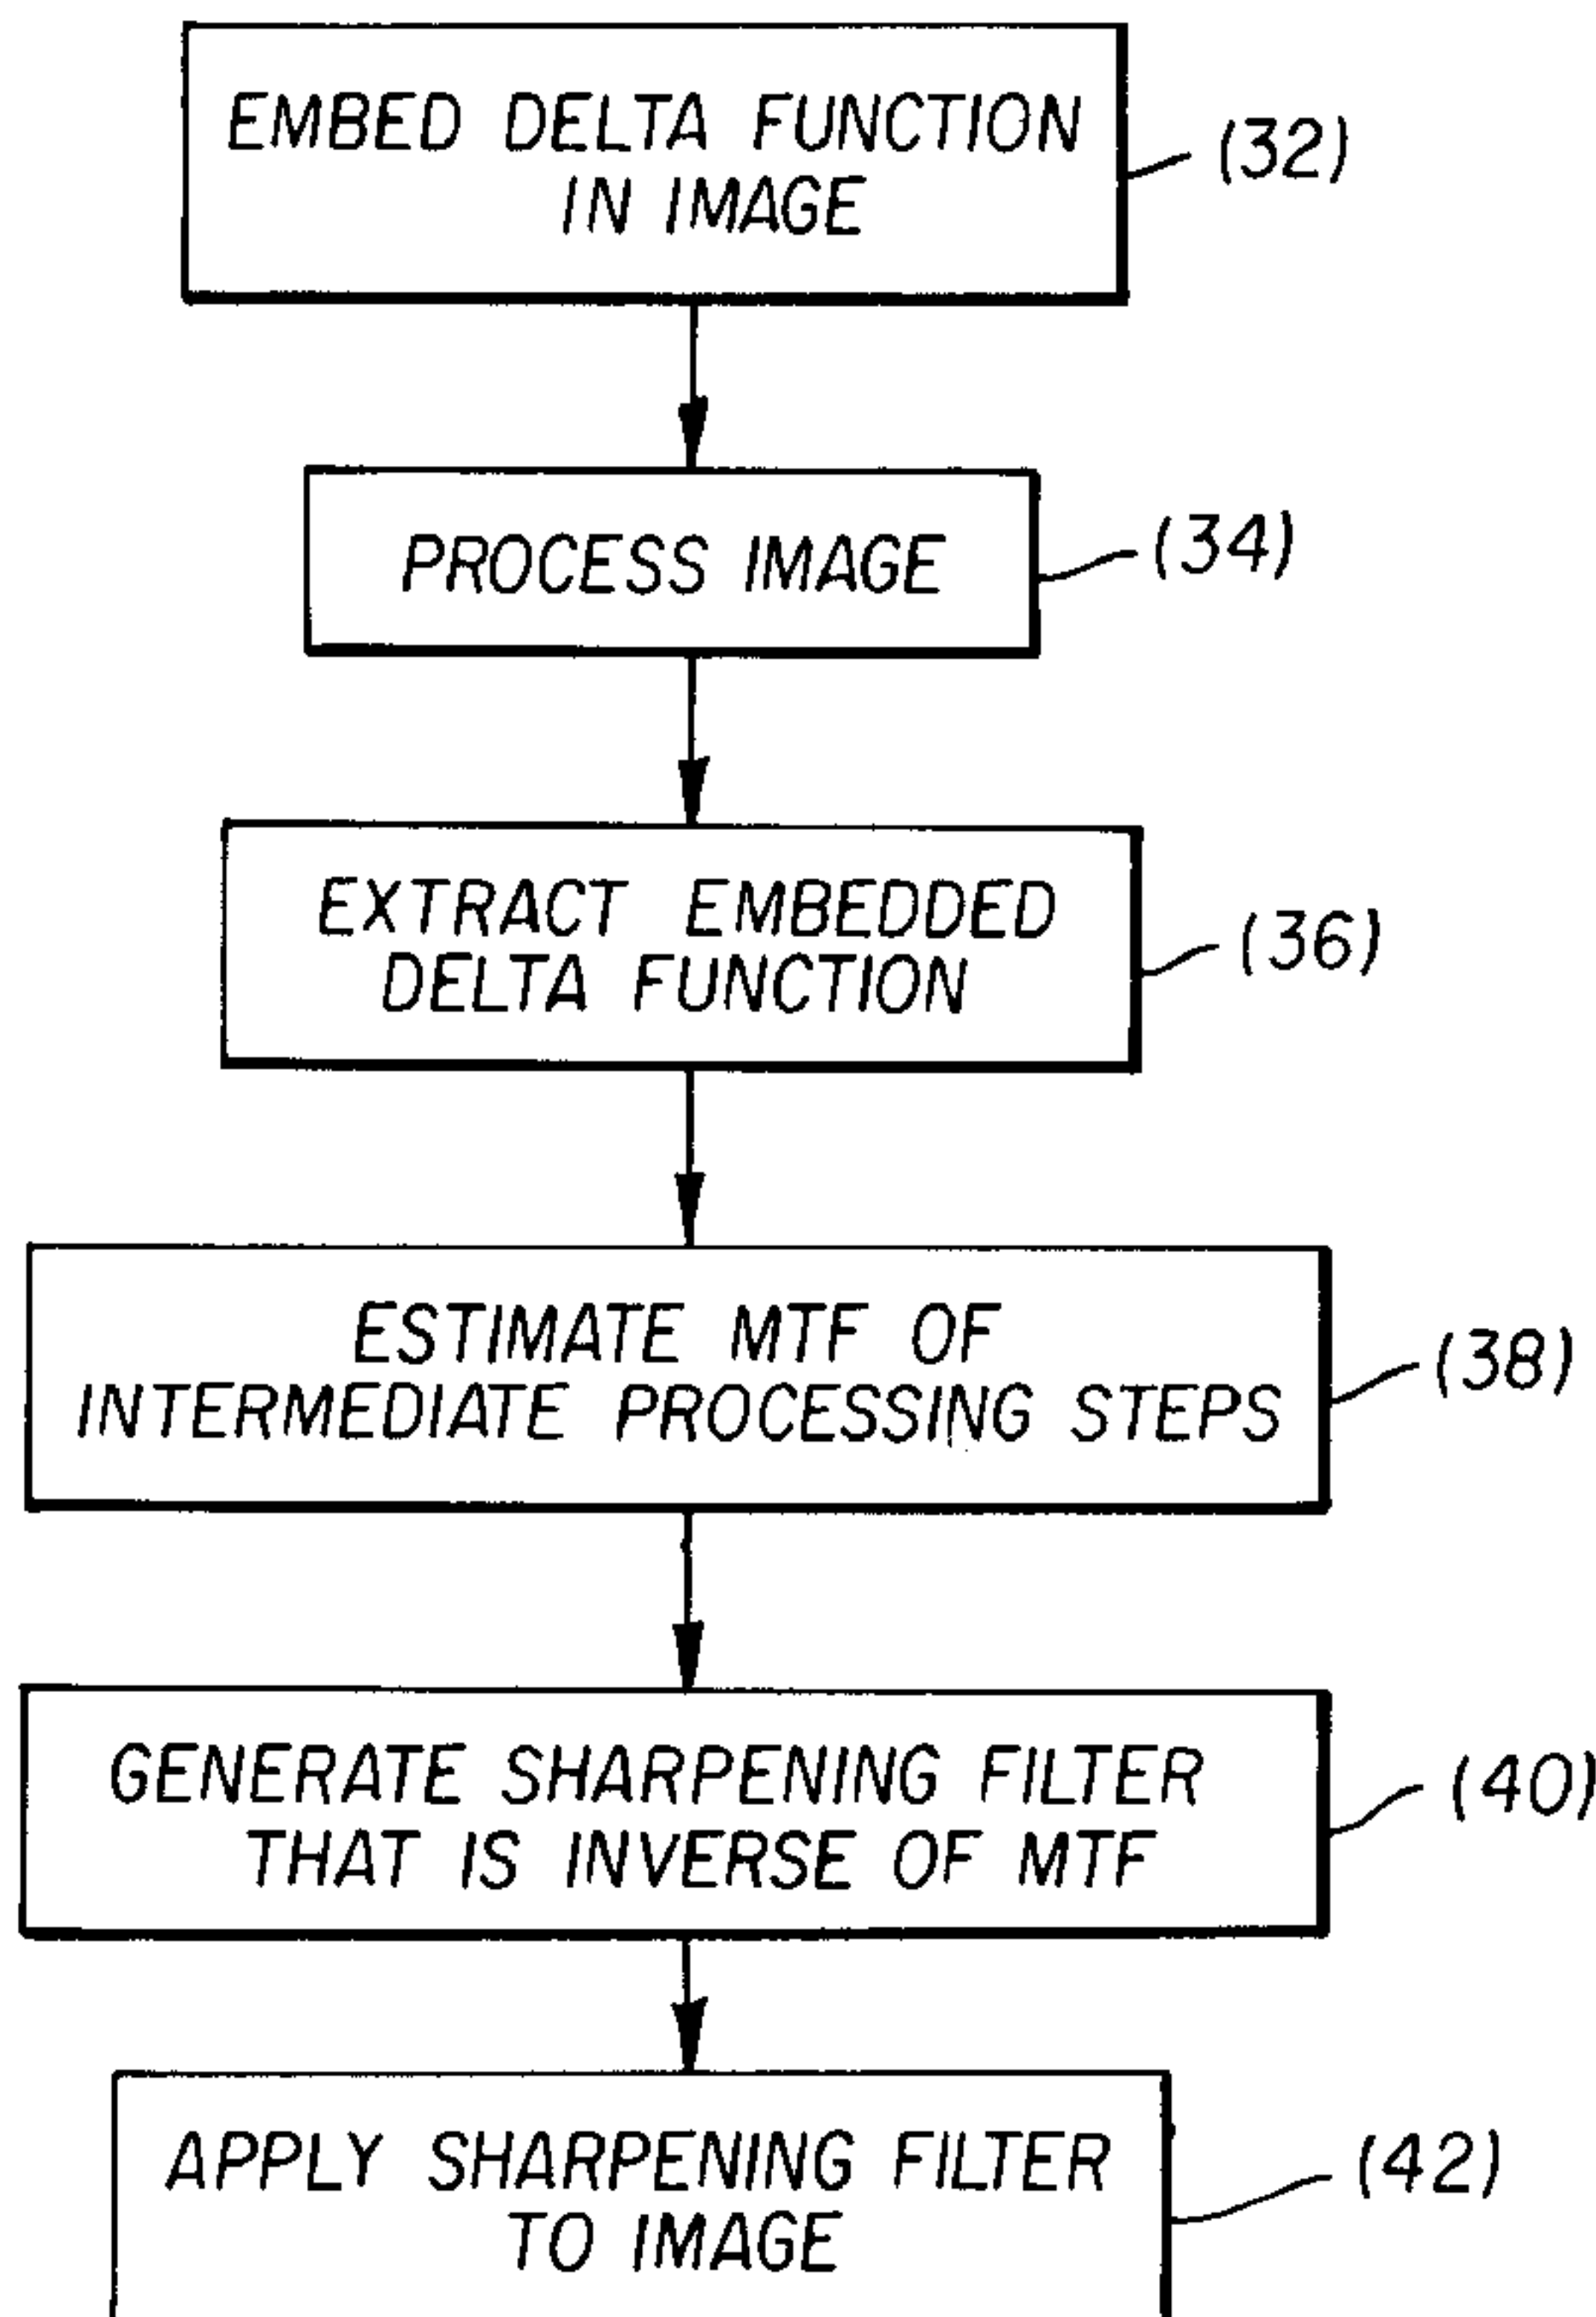 EMBED DELTA FUNCTION
IN IMAGE
(32)
PROCESS IMAGE
(34)
EXTRACT EMBEDDED
DELTA FUNCTION
(36)
ESTIMATE MTF OF
INTERMEDIATE PROCESSING STEPS
(38)
GENERATE SHARPENING FILTER
THAT IS INVERSE OF MTF
(40)
APPLY SHARPENING FILTER
TO IMAGE
(42)